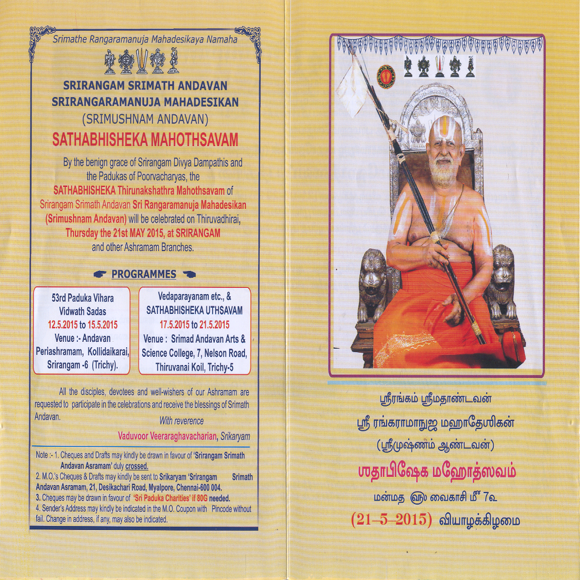 Srimathe Rangaramanuja Mahadesikaya Namaha
SRIRANGAM SRIMATH ANDAVAN
SRIRANGARAMANUJA MAHADESIKAN
(SRIMUSHNAM ANDAVAN)
SATHABHISHEKA MAHOTHSAVAM
By the benign grace of Srirangam Divya Dampathis and
the Padukas of Poorvacharyas, the
SATHABHISHEKA Thirunakshathra Mahothsavam of
Srirangam Srimath Andavan Sri Rangaramanuja Mahadesikan
(Srimushnam Andavan) will be celebrated on Thiruvadhirai,
Thursday the 21st MAY 2015, at SRIRANGAM
and other Ashramam Branches.
PROGRAMMES
53rd Paduka Vihara
Vidwath Sadas
12.5.2015 to 15.5.2015
Venue :- Andavan
Periashramam, Kollidaikarai,
Srirangam -6 (Trichy).
Vedaparayanam etc., &
SATHABHISHEKA UTHSAVAM
17.5.2015 to 21.5.2015
Venue : Srimad Andavan Arts &
Science College, 7, Nelson Road,
Thiruvanai Koil, Trichy-5
All the disciples, devotees and well-wishers of our Ashramam are
requested to participate in the celebrations and receive the blessings of Srimath
Andavan.
With reverence
Vaduvoor Veeraraghavacharian, Srikaryam
Note :- 1. Cheques and Drafts may kindly be drawn in favour of 'Srirangam Srimath
Andavan Asramam' duly crossed.
2. M.O.'s Cheques & Drafts may kindly be sent to Srikaryam 'Srirangam Srimath
Andavan Asramam, 21, Desikachari Road, Myalpore, Chennai-600 004.
3. Cheques may be drawn in favour of 'Sri Paduka Charities' if 80G needed.
4. Sender's Address may kindly be indicated in the M.O. Coupon with Pincode without
fail. Change in address, if any, may also be indicated.
ஸ்ரீரங்கம் ஸ்ரீமதாண்டவன்
ஸ்ரீ ரங்கராமாநுஜ மஹாதேஶிகன்
(ஸ்ரீமுஷ்ணம் ஆண்டவன்)
ஶதாபிஷேக மஹோத்ஸவம்
மன்மத ௵ வைகாசி ௴ 7௳
(21-5-2015) வியாழக்கிழமை